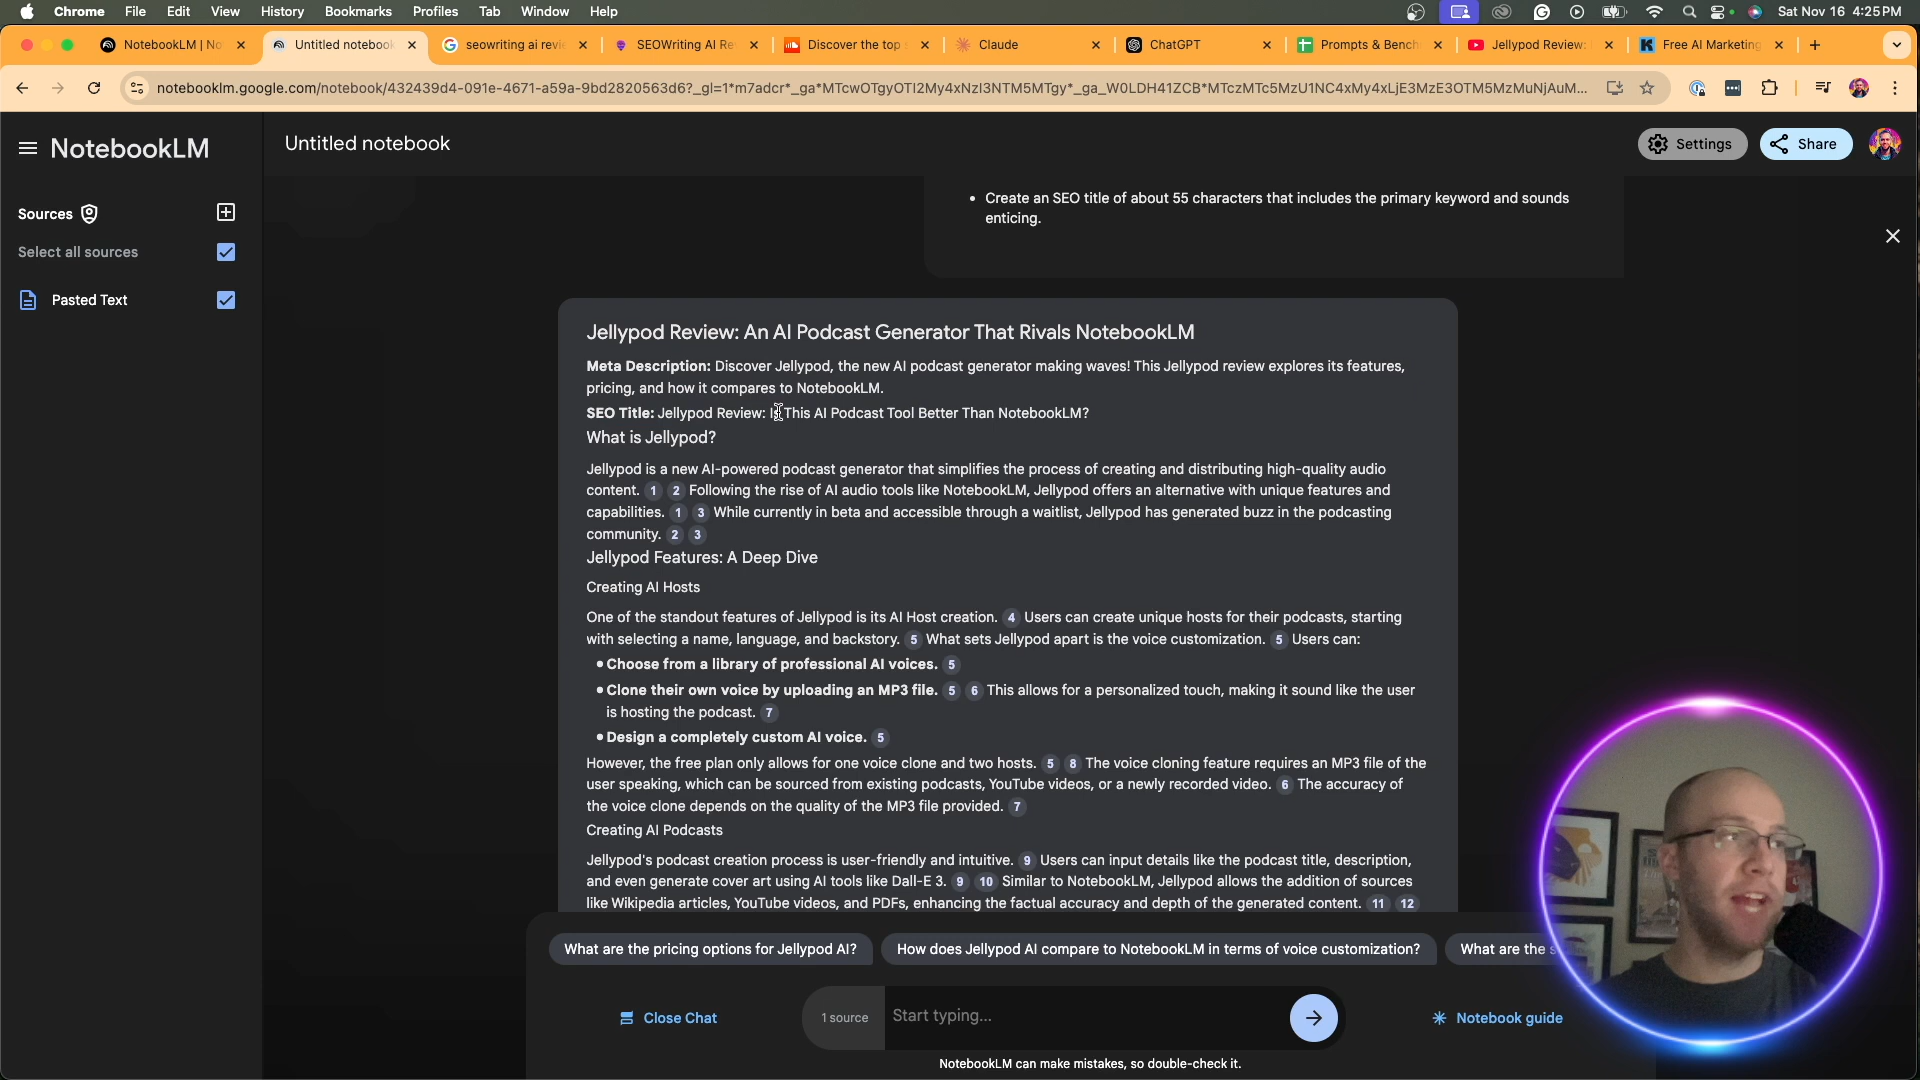 Chrome File Edit View History Bookmarks Profiles Tab Window Help Sat Nov 16 4:25 PM
NotebookLM | No Untitled notebook seowriting ai revie SEOWriting AI Re Discover the top Claude ChatGPT Prompts & Bench Jellypod Review: Free AI Marketing
notebooklm.google.com/notebook/432439d4-091e-4671-a59a-9bd2820563d6?_gl=1*m7adcr*_ga*MTcwOTgyOTI2My4xNzI3NTM5MTgy*_ga_W0LDH41ZCB*MTczMTc5MzU1NC4xMy4xLjE3MzE3OTM5MzMuNjAuM...
NotebookLM
Untitled notebook
Settings
Share
Sources
Select all sources
Pasted Text
• Create an SEO title of about 55 characters that includes the primary keyword and sounds
enticing.
Jellypod Review: An AI Podcast Generator That Rivals NotebookLM
Meta Description: Discover Jellypod, the new AI podcast generator making waves! This Jellypod review explores its features,
pricing, and how it compares to NotebookLM.
SEO Title: Jellypod Review: Is This AI Podcast Tool Better Than NotebookLM?
What is Jellypod?
Jellypod is a new AI-powered podcast generator that simplifies the process of creating and distributing high-quality audio
content. 1 2 Following the rise of AI audio tools like NotebookLM, Jellypod offers an alternative with unique features and
capabilities. 1 3 While currently in beta and accessible through a waitlist, Jellypod has generated buzz in the podcasting
community. 2 3
Jellypod Features: A Deep Dive
Creating AI Hosts
One of the standout features of Jellypod is its AI Host creation. 4 Users can create unique hosts for their podcasts, starting
with selecting a name, language, and backstory. 5 What sets Jellypod apart is the voice customization. 5 Users can:
• Choose from a library of professional AI voices. 5
• Clone their own voice by uploading an MP3 file. 5 6 This allows for a personalized touch, making it sound like the user
is hosting the podcast. 7
• Design a completely custom AI voice. 5
However, the free plan only allows for one voice clone and two hosts. 5 8 The voice cloning feature requires an MP3 file of the
user speaking, which can be sourced from existing podcasts, YouTube videos, or a newly recorded video. 6 The accuracy of
the voice clone depends on the quality of the MP3 file provided. 7
Creating AI Podcasts
Jellypod's podcast creation process is user-friendly and intuitive. 9 Users can input details like the podcast title, description,
and even generate cover art using AI tools like Dall-E 3. 9 10 Similar to NotebookLM, Jellypod allows the addition of sources
like Wikipedia articles, YouTube videos, and PDFs, enhancing the factual accuracy and depth of the generated content. 11 12
What are the pricing options for Jellypod AI? How does Jellypod AI compare to NotebookLM in terms of voice customization? What are the s
Close Chat
1 source
Start typing...
Notebook guide
NotebookLM can make mistakes, so double-check it.